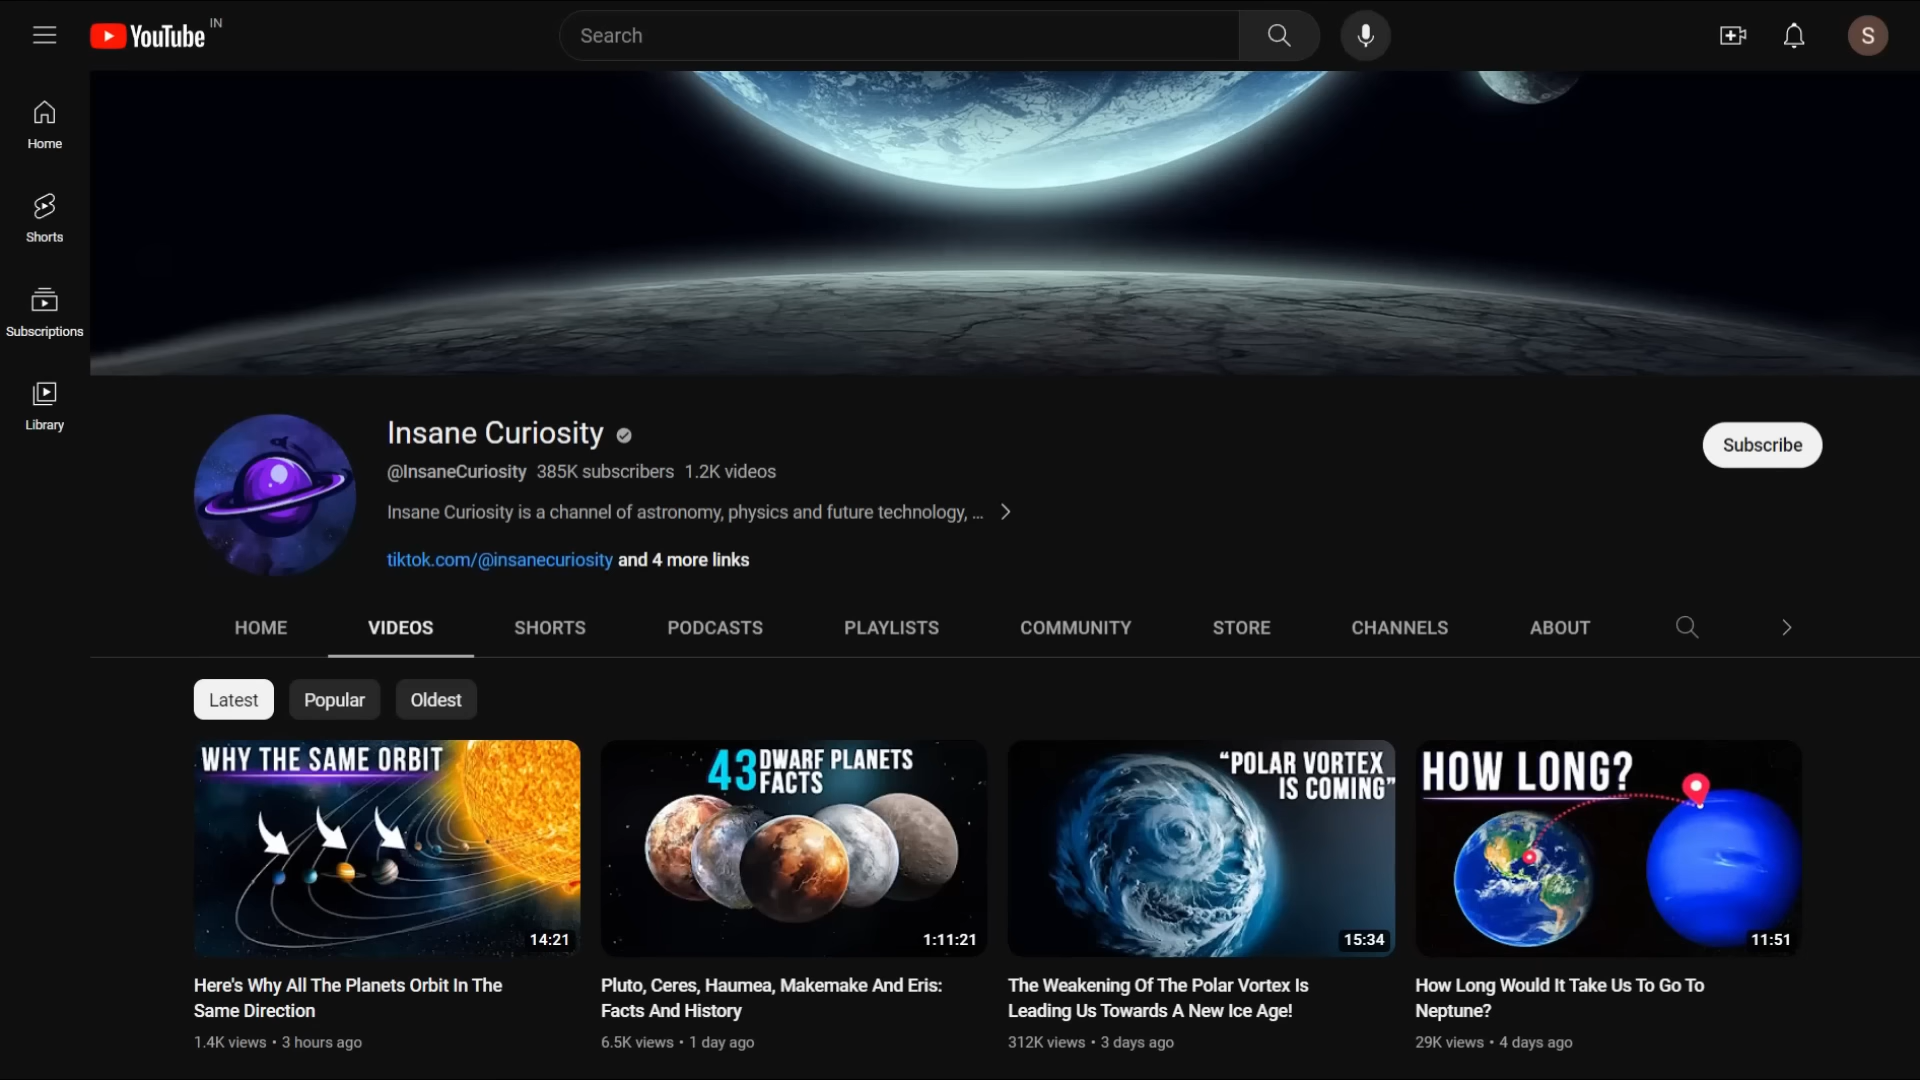 YouTube IN
Search
S
Home
Shorts
Subscriptions
Library
Insane Curiosity
@InsaneCuriosity 385K subscribers 1.2K videos
Insane Curiosity is a channel of astronomy, physics and future technology, ...
tiktok.com/@insanecuriosity and 4 more links
Subscribe
HOME VIDEOS SHORTS PODCASTS PLAYLISTS COMMUNITY STORE CHANNELS ABOUT
Latest Popular Oldest
WHY THE SAME ORBIT
14:21
Here's Why All The Planets Orbit In The
Same Direction
1.4K views • 3 hours ago
43 DWARF PLANETS
FACTS
1:11:21
Pluto, Ceres, Haumea, Makemake And Eris:
Facts And History
6.5K views • 1 day ago
“POLAR VORTEX
IS COMING”
15:34
The Weakening Of The Polar Vortex Is
Leading Us Towards A New Ice Age!
312K views • 3 days ago
HOW LONG?
11:51
How Long Would It Take Us To Go To
Neptune?
29K views • 4 days ago